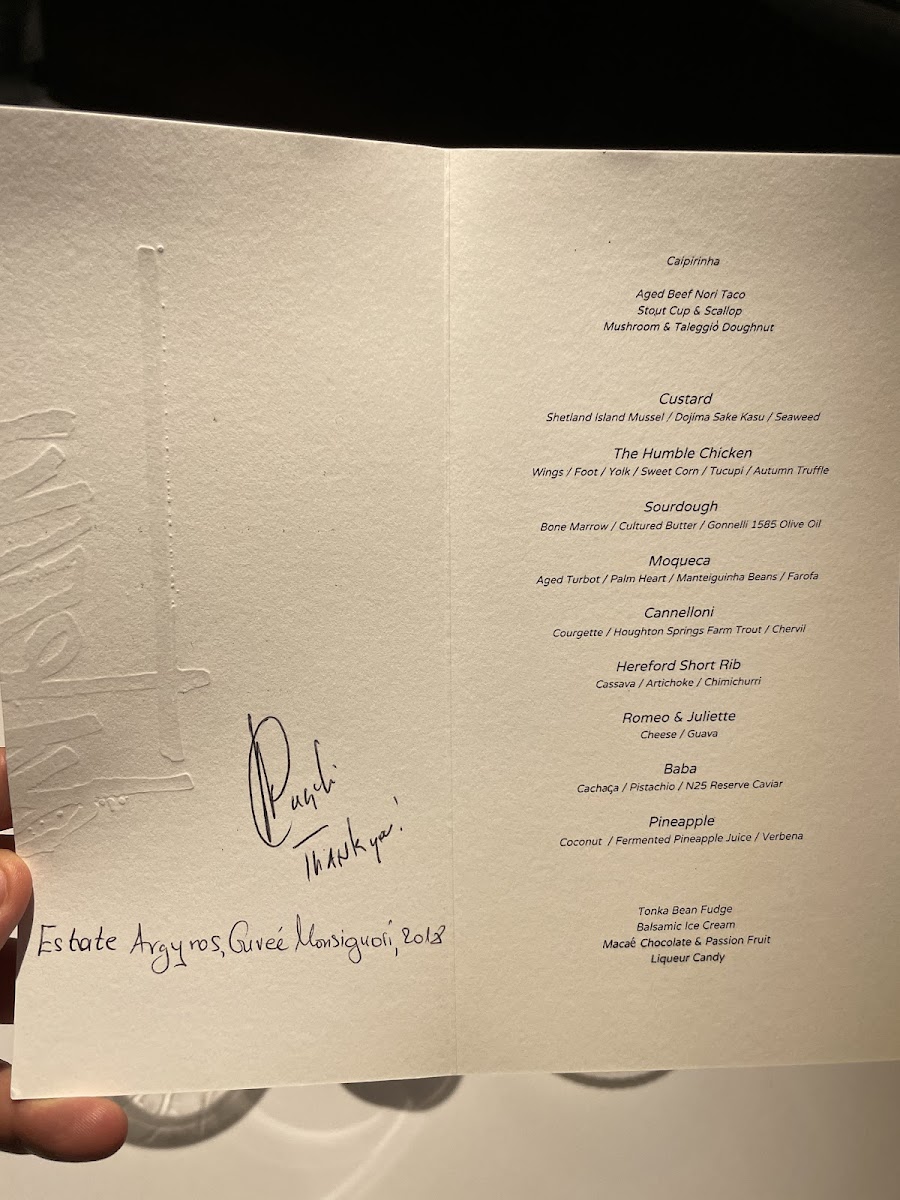 Thank you!
Estate Argyros, Cuveé Monsignori, 2018
Caipirinha
Aged Beef Nori Taco
Stout Cup & Scallop
Mushroom & Taleggio Doughnut
Custard
Shetland Island Mussel / Dojima Sake Kasu / Seaweed
The Humble Chicken
Wings / Foot / Yolk / Sweet Corn / Tucupi / Autumn Truffle
Sourdough
Bone Marrow / Cultured Butter / Gonnelli 1585 Olive Oil
Moqueca
Aged Turbot / Palm Heart / Manteiguinha Beans / Farofa
Cannelloni
Courgette / Houghton Springs Farm Trout / Chervil
Hereford Short Rib
Cassava / Artichoke / Chimichurri
Romeo & Juliette
Cheese / Guava
Baba
Cachaça / Pistachio / N25 Reserve Caviar
Pineapple
Coconut / Fermented Pineapple Juice / Verbena
Tonka Bean Fudge
Balsamic Ice Cream
Macaé Chocolate & Passion Fruit
Liqueur Candy